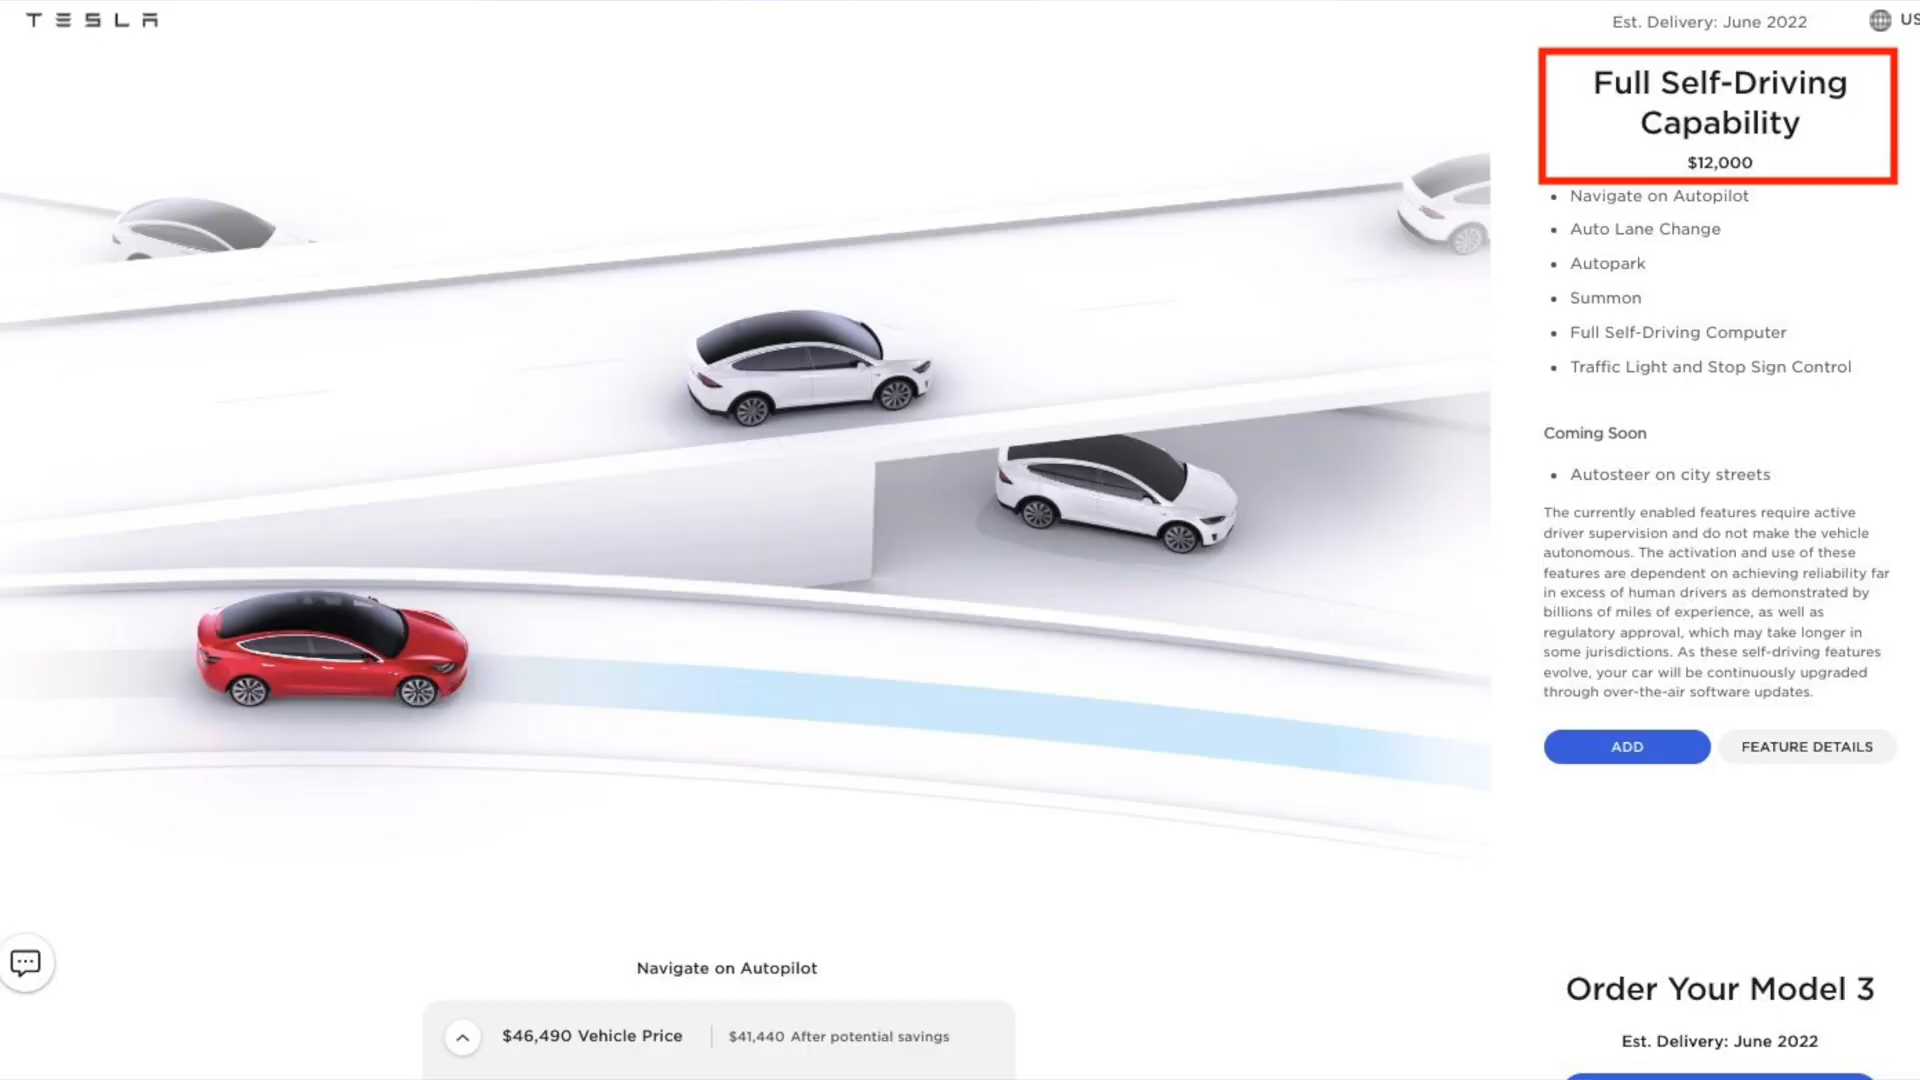 TESLA
Est. Delivery: June 2022
US
Full Self-Driving
Capability
$12,000
Navigate on Autopilot
Auto Lane Change
Autopark
Summon
Full Self-Driving Computer
Traffic Light and Stop Sign Control
Coming Soon
Autosteer on city streets
The currently enabled features require active
driver supervision and do not make the vehicle
autonomous. The activation and use of these
features are dependent on achieving reliability far
in excess of human drivers as demonstrated by
billions of miles of experience, as well as
regulatory approval, which may take longer in
some jurisdictions. As these self-driving features
evolve, your car will be continuously upgraded
through over-the-air software updates.
ADD
FEATURE DETAILS
Navigate on Autopilot
$46,490 Vehicle Price
$41,440 After potential savings
Order Your Model 3
Est. Delivery: June 2022